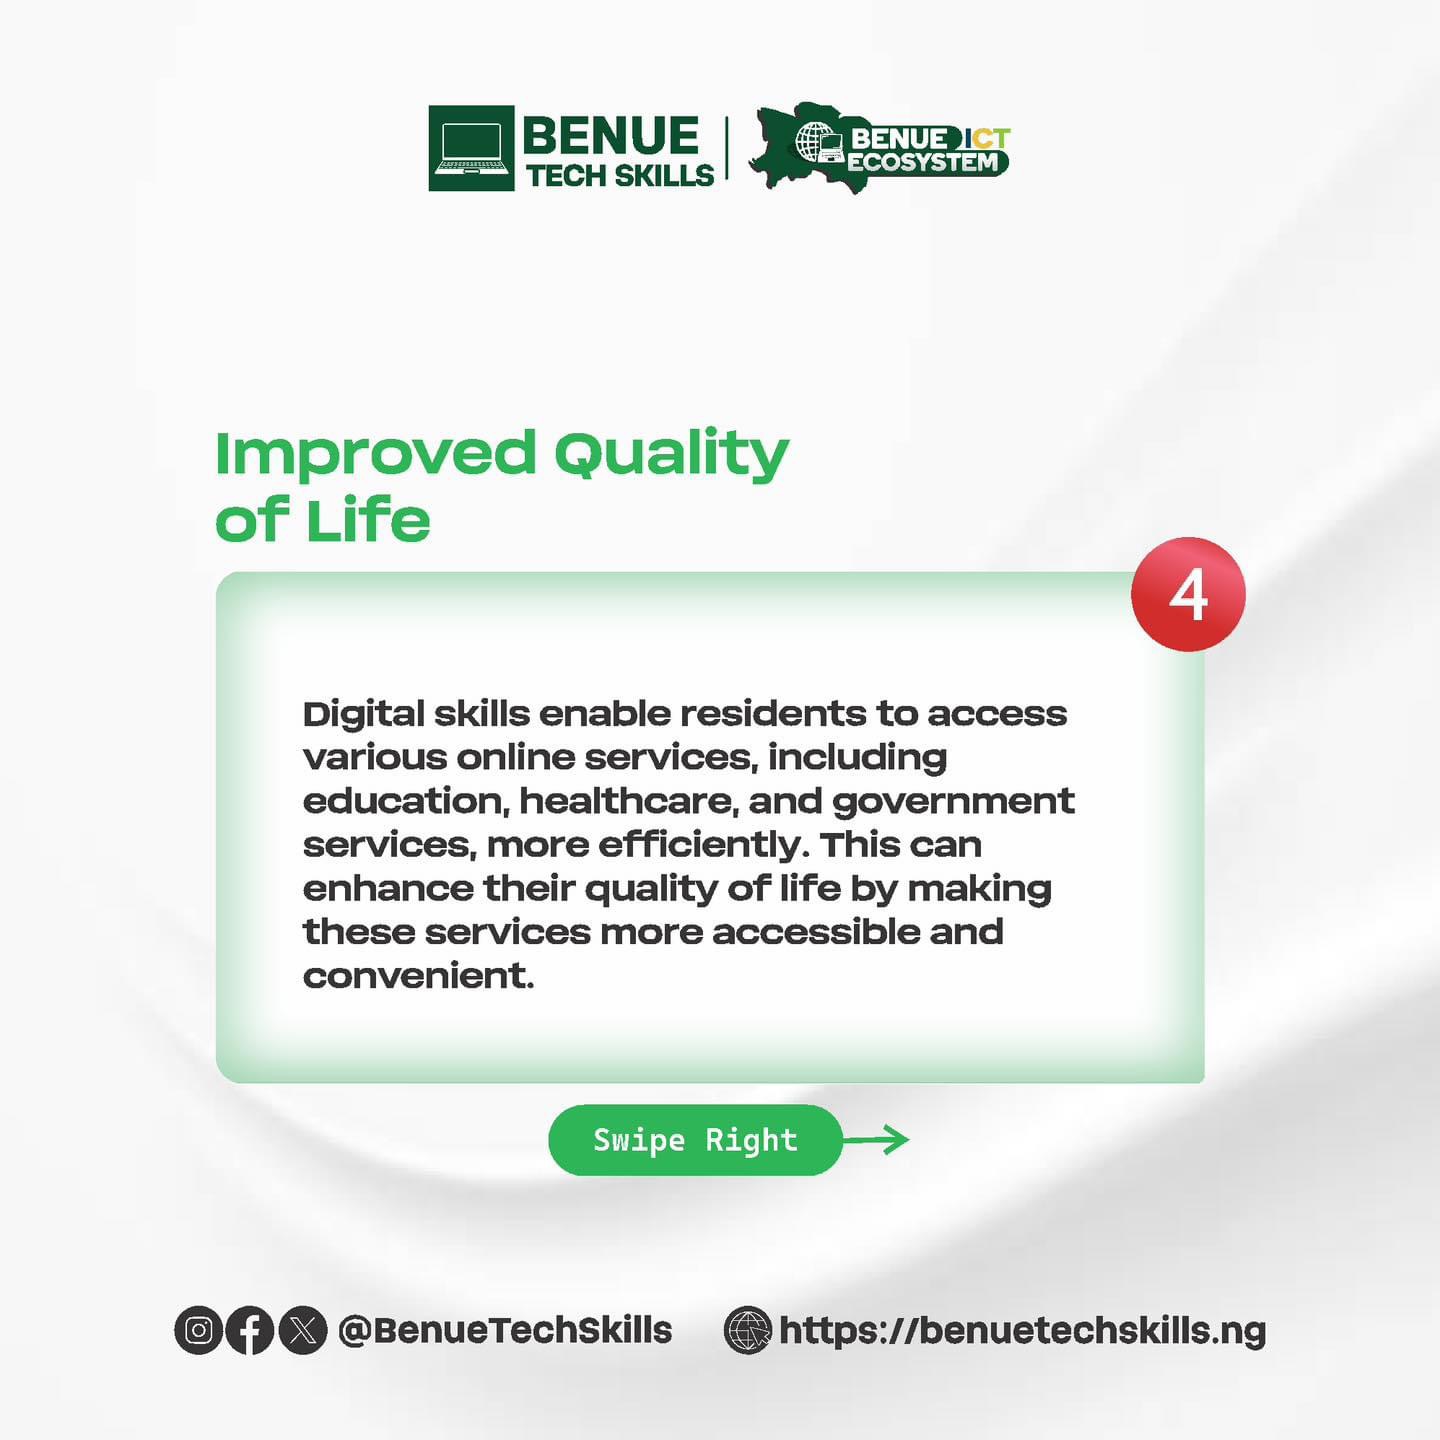 BENUE
TECH SKILLS
BENUE ICT
ECOSYSTEM
Improved Quality
of Life
4
Digital skills enable residents to access
various online services, including
education, healthcare, and government
services, more efficiently. This can
enhance their quality of life by making
these services more accessible and
convenient.
Swipe Right
@BenueTechSkills
https://benuetechskills.ng